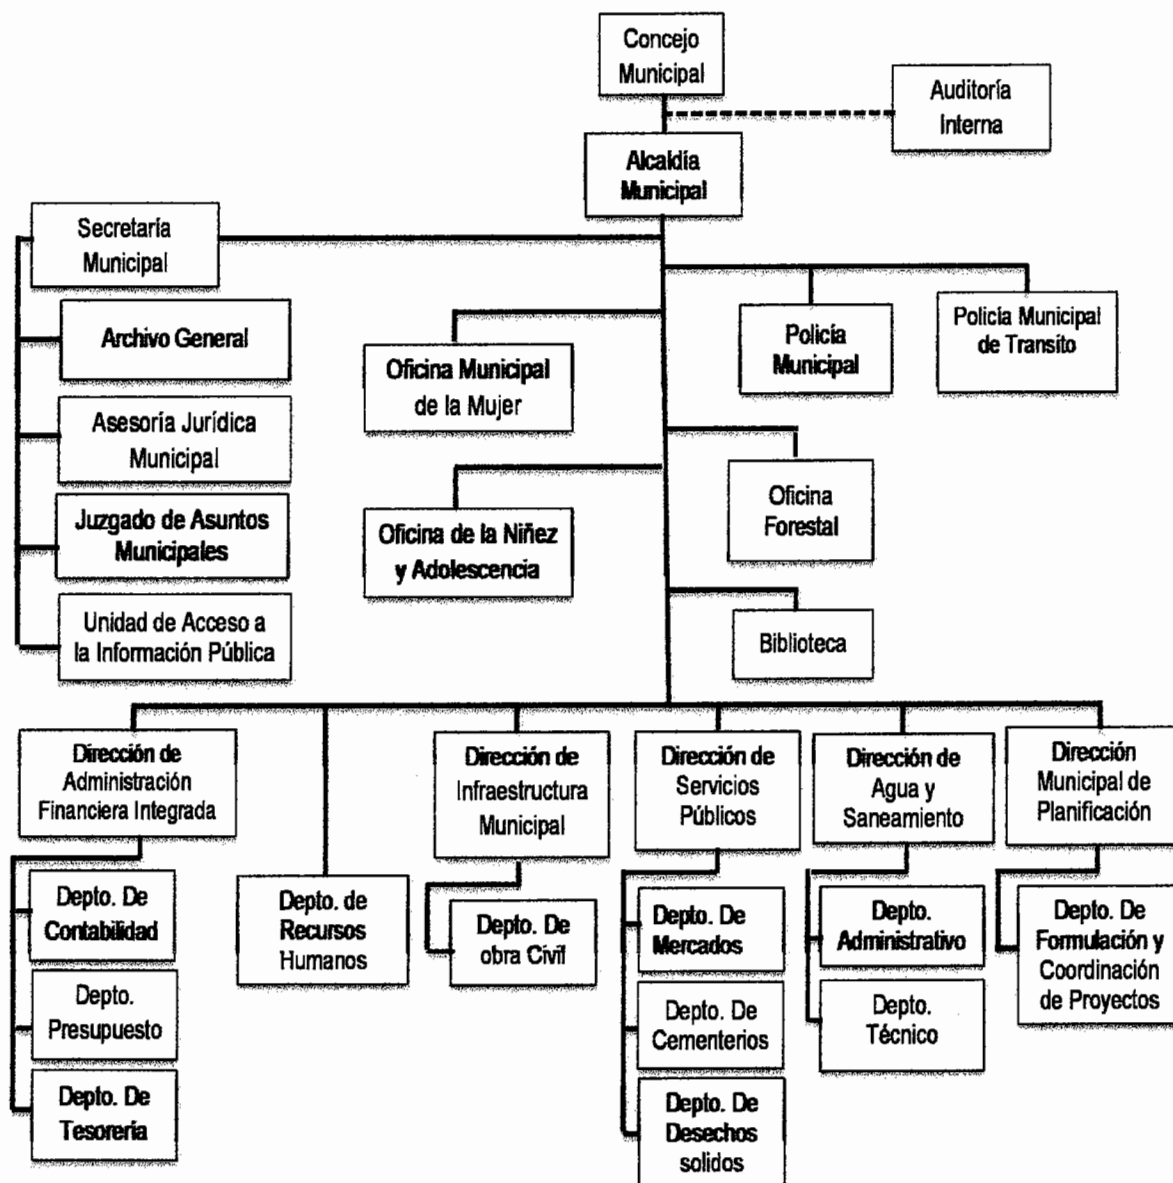 Concejo
Municipal
Auditoría
Interna
Alcaldía
Municipal
Secretaría
Municipal
Archivo General
Asesoría Jurídica
Municipal
Juzgado de Asuntos
Municipales
Unidad de Acceso a
la Información Pública
Oficina Municipal
de la Mujer
Oficina de la Niñez
y Adolescencia
Policía
Municipal
Policía Municipal
de Transito
Oficina
Forestal
Biblioteca
Dirección de
Administración
Financiera Integrada
Depto. De
Contabilidad
Depto.
Presupuesto
Depto. De
Tesorería
Depto. de
Recursos
Humanos
Dirección de
Infraestructura
Municipal
Depto. De
obra Civil
Dirección de
Servicios
Públicos
Depto. De
Mercados
Depto. De
Cementerios
Depto. De
Desechos
solidos
Dirección de
Agua y
Saneamiento
Depto.
Administrativo
Depto.
Técnico
Dirección
Municipal de
Planificación
Depto. De
Formulación y
Coordinación
de Proyectos